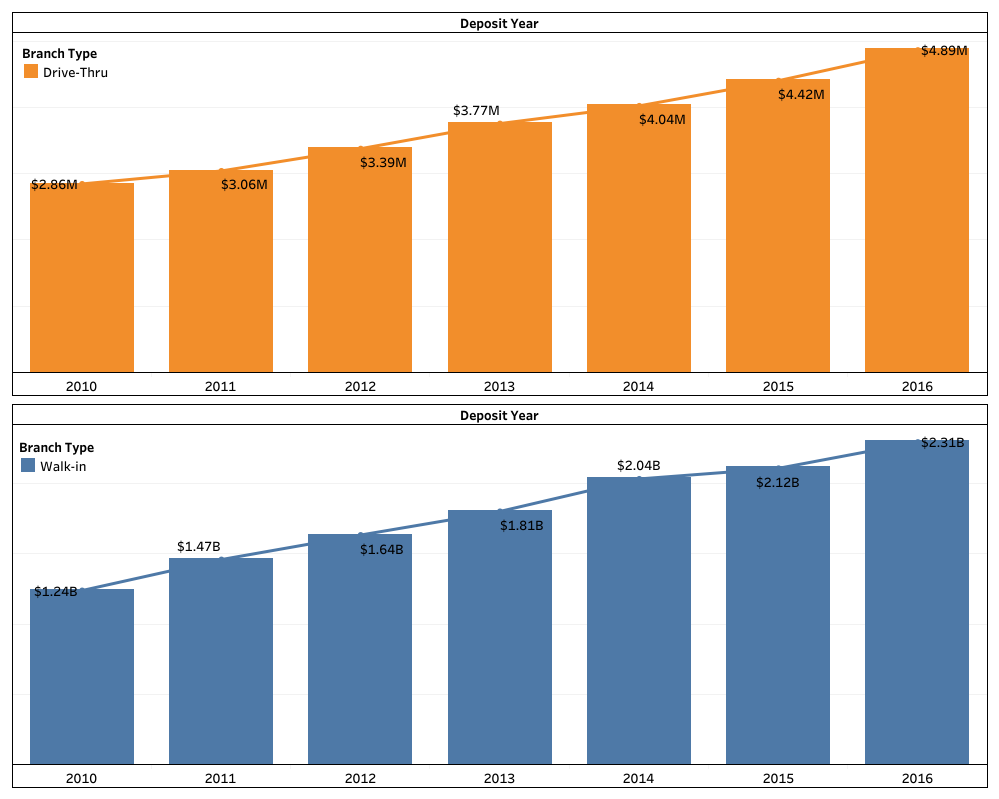 Deposit Year
Branch Type
Drive-Thru
$2.86M $3.06M $3.39M $3.77M $4.04M $4.42M $4.89M
2010 2011 2012 2013 2014 2015 2016
Deposit Year
Branch Type
Walk-in
$1.24B $1.47B $1.64B $1.81B $2.04B $2.12B $2.31B
2010 2011 2012 2013 2014 2015 2016